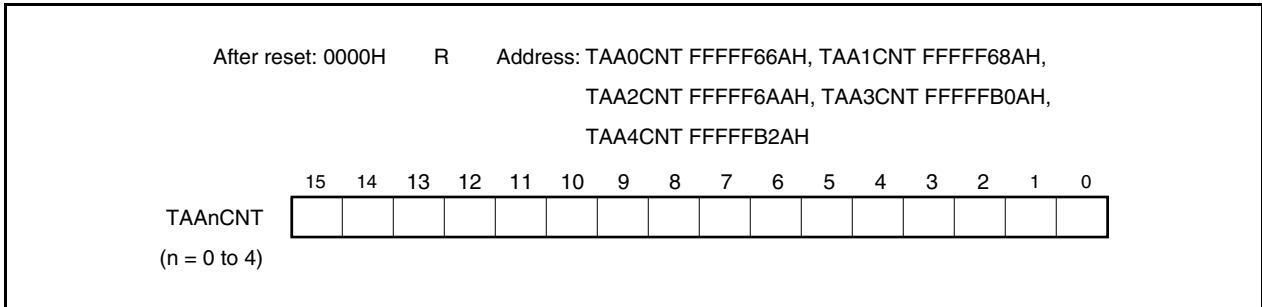 After reset: 0000H R Address: TAA0CNT FFFFF66AH, TAA1CNT FFFFF68AH,
TAA2CNT FFFFF6AAH, TAA3CNT FFFFFB0AH,
TAA4CNT FFFFFB2AH
15 14 13 12 11 10 9 8 7 6 5 4 3 2 1 0
TAAnCNT
(n = 0 to 4)